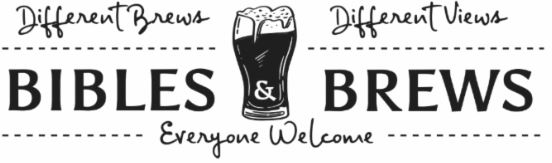 Different Brews Different Views
BIBLES & BREWS
Everyone Welcome